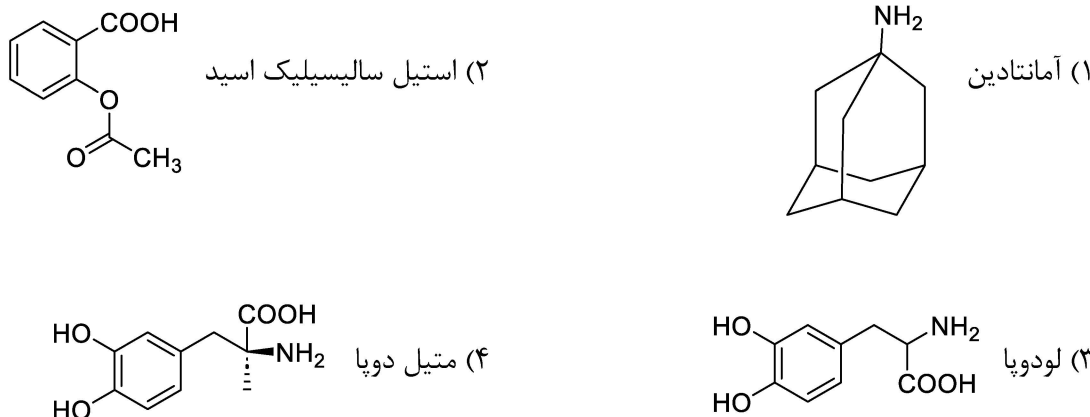 ۱) آمانتادین
NH₂
۲) استیل سالیسیلیک اسید
COOH
O
O
CH₃
۳) لودوپا
HO
HO
NH₂
COOH
۴) متیل دوپا
HO
HO
COOH
NH₂